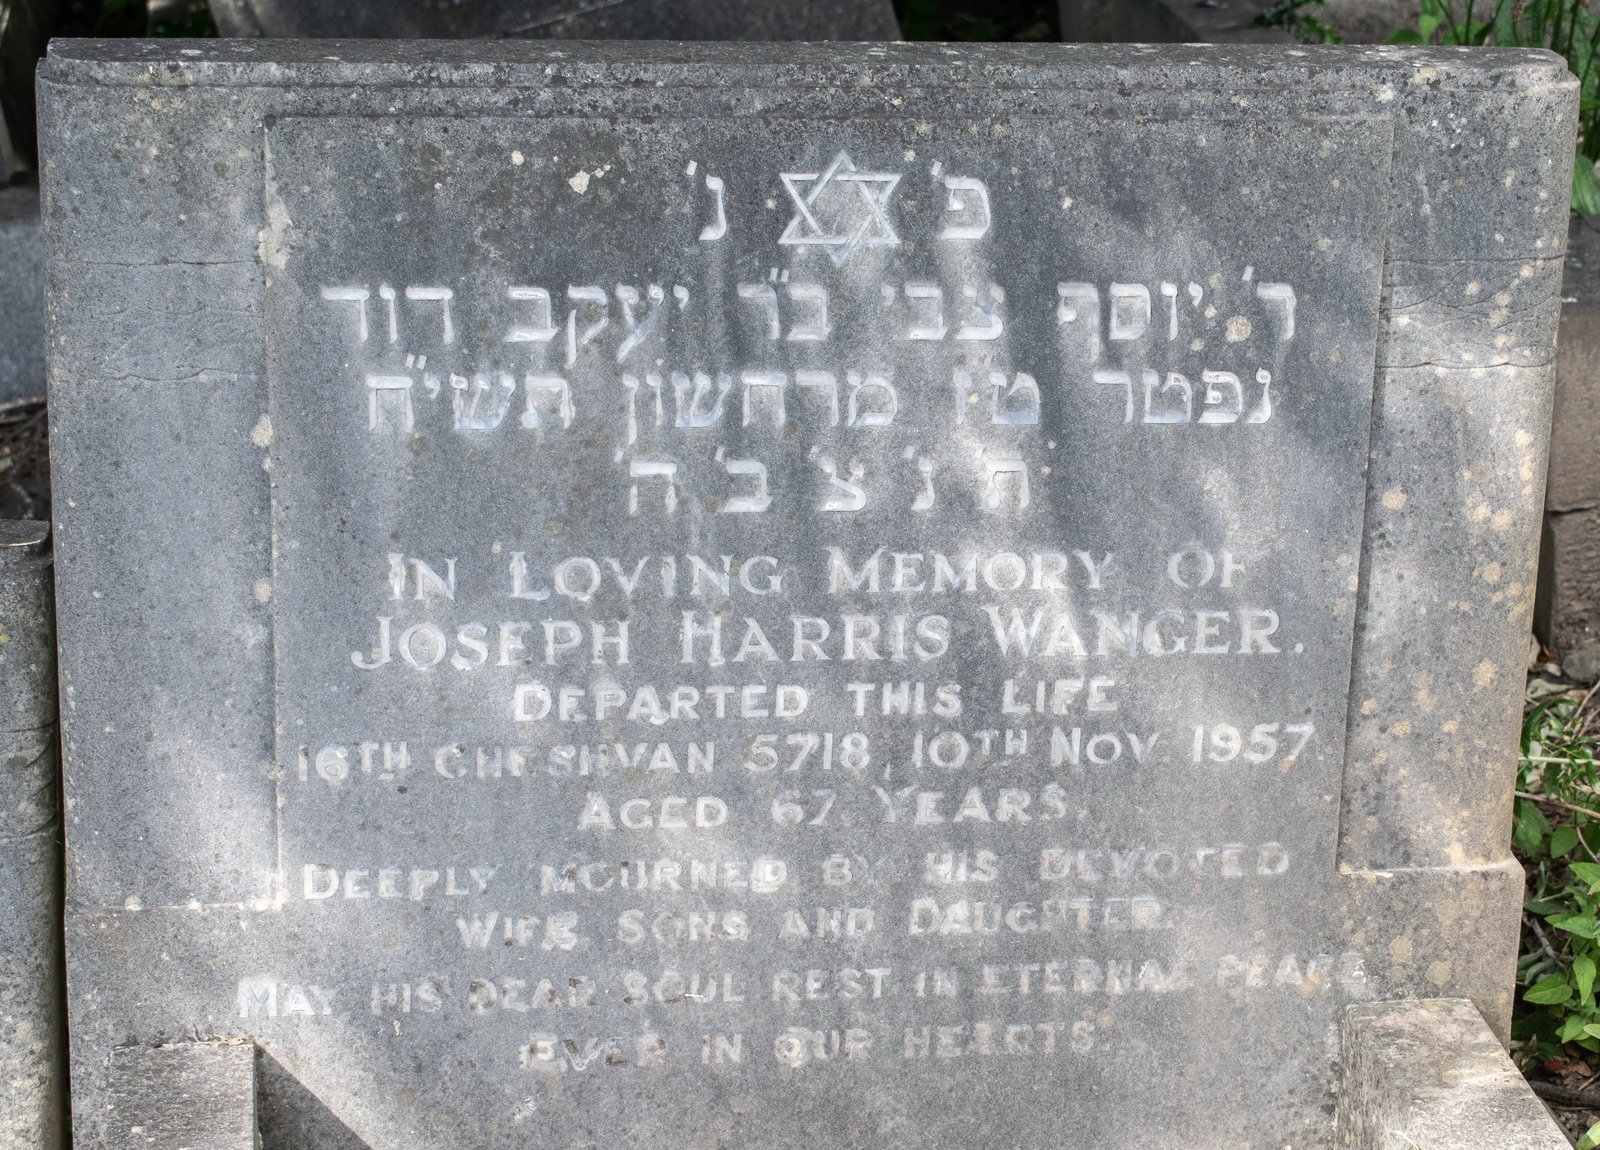 פ' נ'
ר' יוסף צבי ב"ר יעקב דוד
נפטר ט"ז מרחשון תשי"ח
ת' נ' צ' ב' ה'
IN LOVING MEMORY OF
JOSEPH HARRIS WANGER.
DEPARTED THIS LIFE
16TH CHESHVAN 5718, 10TH NOV. 1957.
AGED 67 YEARS.
DEEPLY MOURNED BY HIS DEVOTED
WIFE, SONS AND DAUGHTER.
MAY HIS DEAR SOUL REST IN ETERNAL PEACE
EVER IN OUR HEARTS.